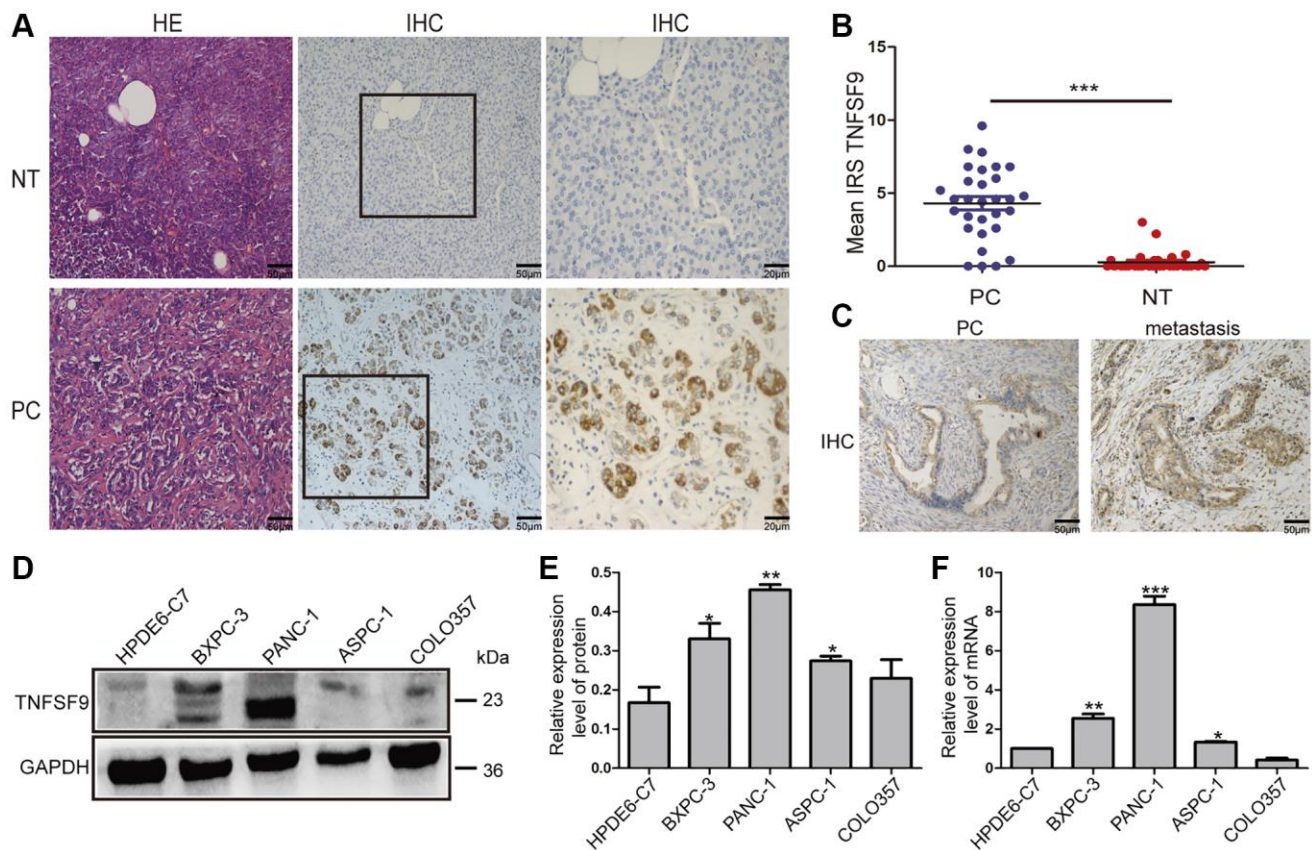 A
HE
IHC
IHC
NT
50μm
50μm
20μm
PC
50μm
50μm
20μm
B
Mean IRS TNFSF9
15
10
5
0
***
PC
NT
C
PC
metastasis
IHC
50μm
50μm
D
HPDE6-C7
BXPC-3
PANC-1
ASPC-1
COLO357
kDa
TNFSF9
23
GAPDH
36
E
Relative expression
level of protein
0.5
0.4
0.3
0.2
0.1
0.0
*
**
*
HPDE6-C7
BXPC-3
PANC-1
ASPC-1
COLO357
F
Relative expression
level of mRNA
10
8
6
4
2
0
**
***
*
HPDE6-C7
BXPC-3
PANC-1
ASPC-1
COLO357